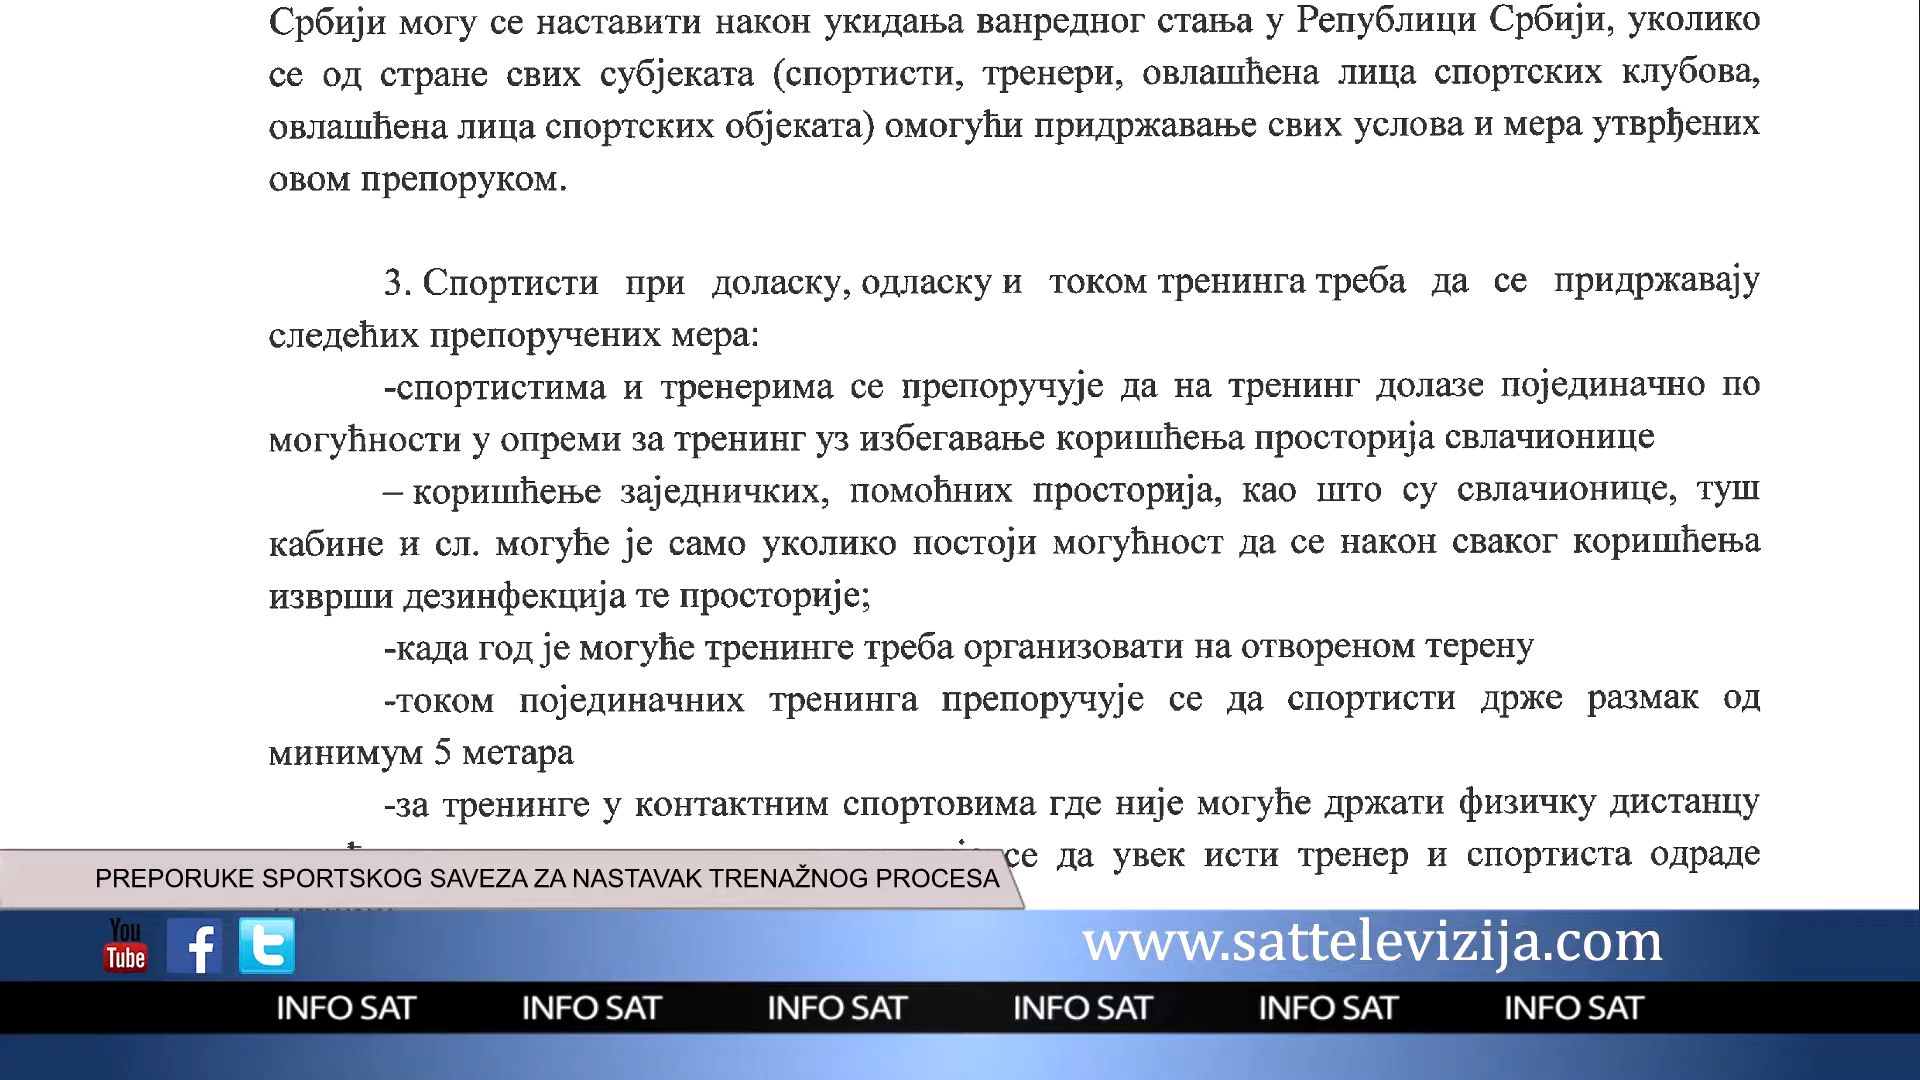 Србији могу се наставити након укидања ванредног стања у Републици Србији, уколико
се од стране свих субјеката (спортисти, тренери, овлашћена лица спортских клубова,
овлашћена лица спортских објеката) омогући придржавање свих услова и мера утврђених
овом препоруком.
3. Спортисти при доласку, одласку и током тренинга треба да се придржавају
следећих препоручених мера:
-спортистима и тренерима се препоручује да на тренинг долазе појединачно по
могућности у опреми за тренинг уз избегавање коришћења просторија свлачионице
– коришћење заједничких, помоћних просторија, као што су свлачионице, туш
кабине и сл. могуће је само уколико постоји могућност да се након сваког коришћења
изврши дезинфекција те просторије;
-када год је могуће тренинге треба организовати на отвореном терену
-током појединачних тренинга препоручује се да спортисти држе размак од
минимум 5 метара
-за тренинге у контактним спортовима где није могуће држати физичку дистанцу
се да увек исти тренер и спортиста одраде
PREPORUKE SPORTSKOG SAVEZA ZA NASTAVAK TRENAŽNOG PROCESA
You
Tube f t www.sattelevizija.com
INFO SAT INFO SAT INFO SAT INFO SAT INFO SAT INFO SAT